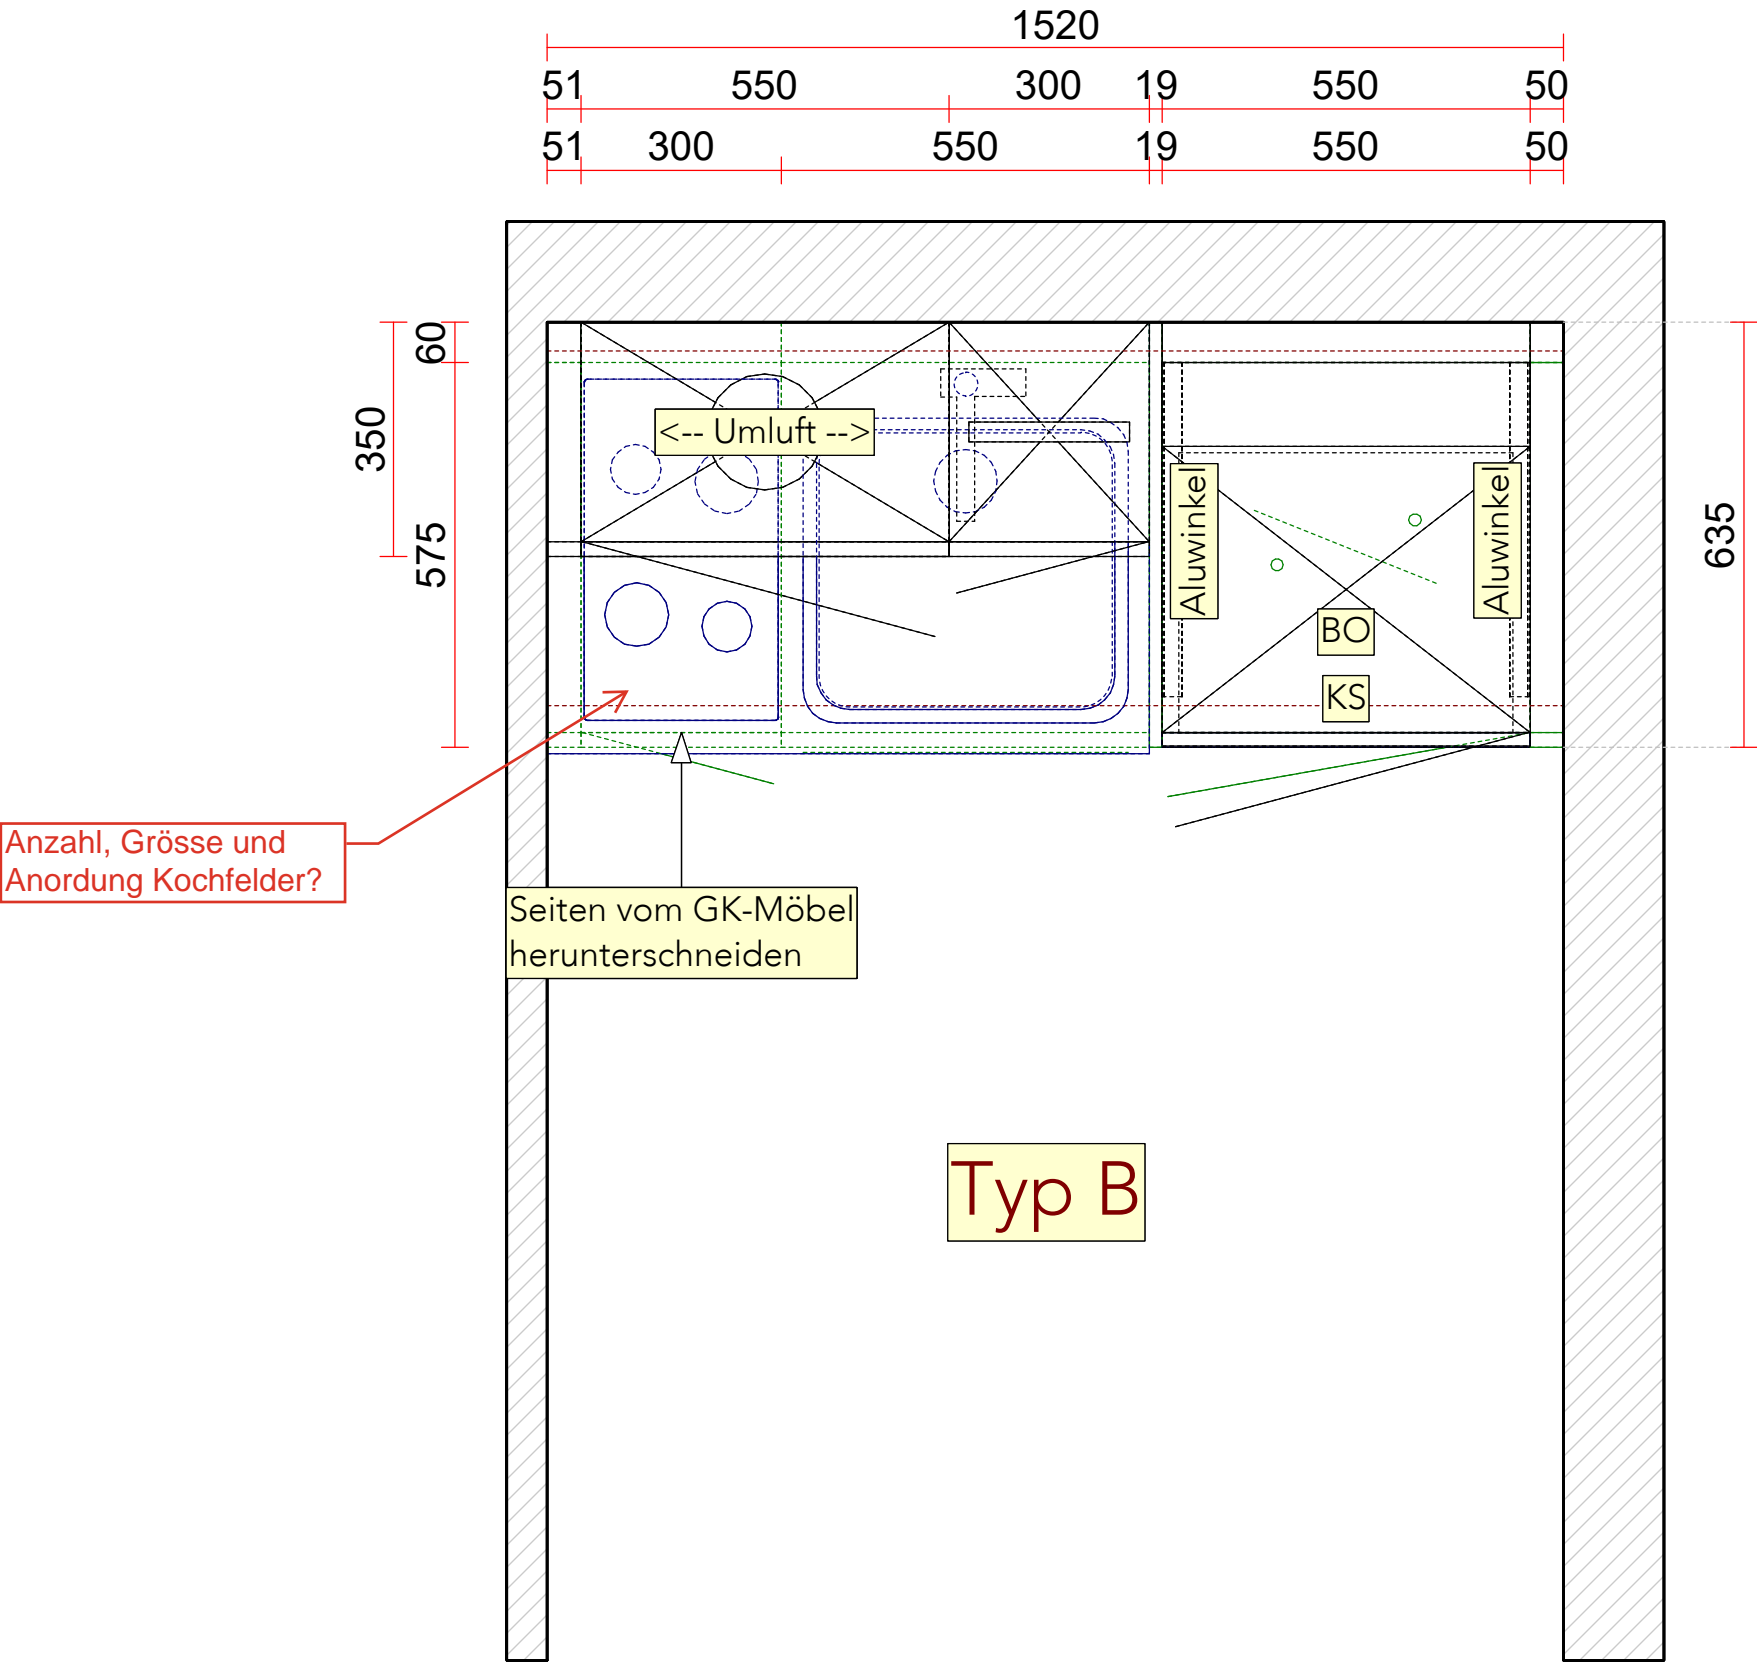 1520
51 550 300 19 550 50
51 300 550 19 550 50
60
350
575
635
<-- Umluft -->
Aluwinkel
Aluwinkel
BO
KS
Anzahl, Grösse und
Anordung Kochfelder?
Seiten vom GK-Möbel
herunterschneiden
Typ B